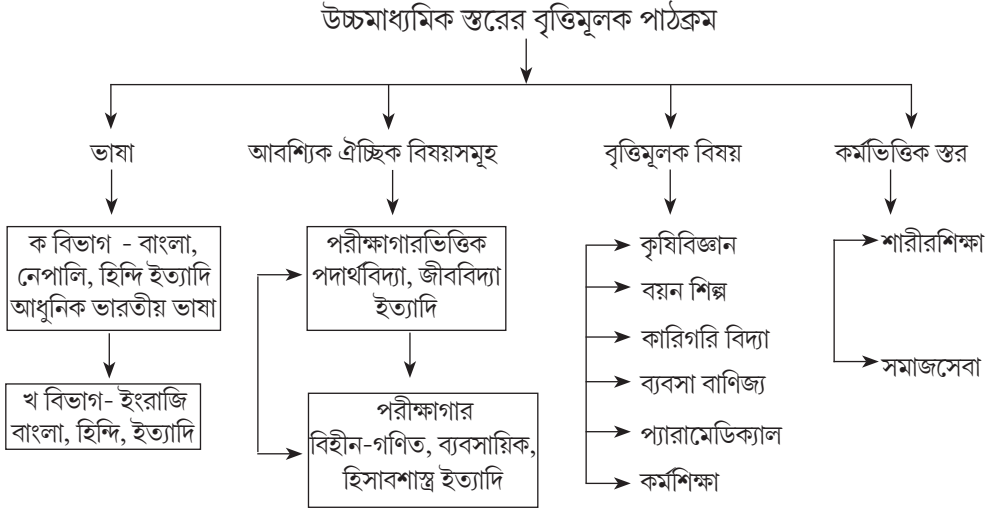 উচ্চমাধ্যমিক স্তরের বৃত্তিমূলক পাঠক্রম
ভাষা
ক বিভাগ - বাংলা,
নেপালি, হিন্দি ইত্যাদি
আধুনিক ভারতীয় ভাষা
খ বিভাগ- ইংরাজি
বাংলা, হিন্দি, ইত্যাদি
আবশ্যিক ঐচ্ছিক বিষয়সমূহ
পরীক্ষাগারভিত্তিক
পদার্থবিদ্যা, জীববিদ্যা
ইত্যাদি
পরীক্ষাগার
বিহীন-গণিত, ব্যবসায়িক,
হিসাবশাস্ত্র ইত্যাদি
বৃত্তিমূলক বিষয়
কৃষিবিজ্ঞান
বয়ন শিল্প
কারিগরি বিদ্যা
ব্যবসা বাণিজ্য
প্যারামেডিক্যাল
কর্মশিক্ষা
কর্মভিত্তিক স্তর
শারীরশিক্ষা
সমাজসেবা